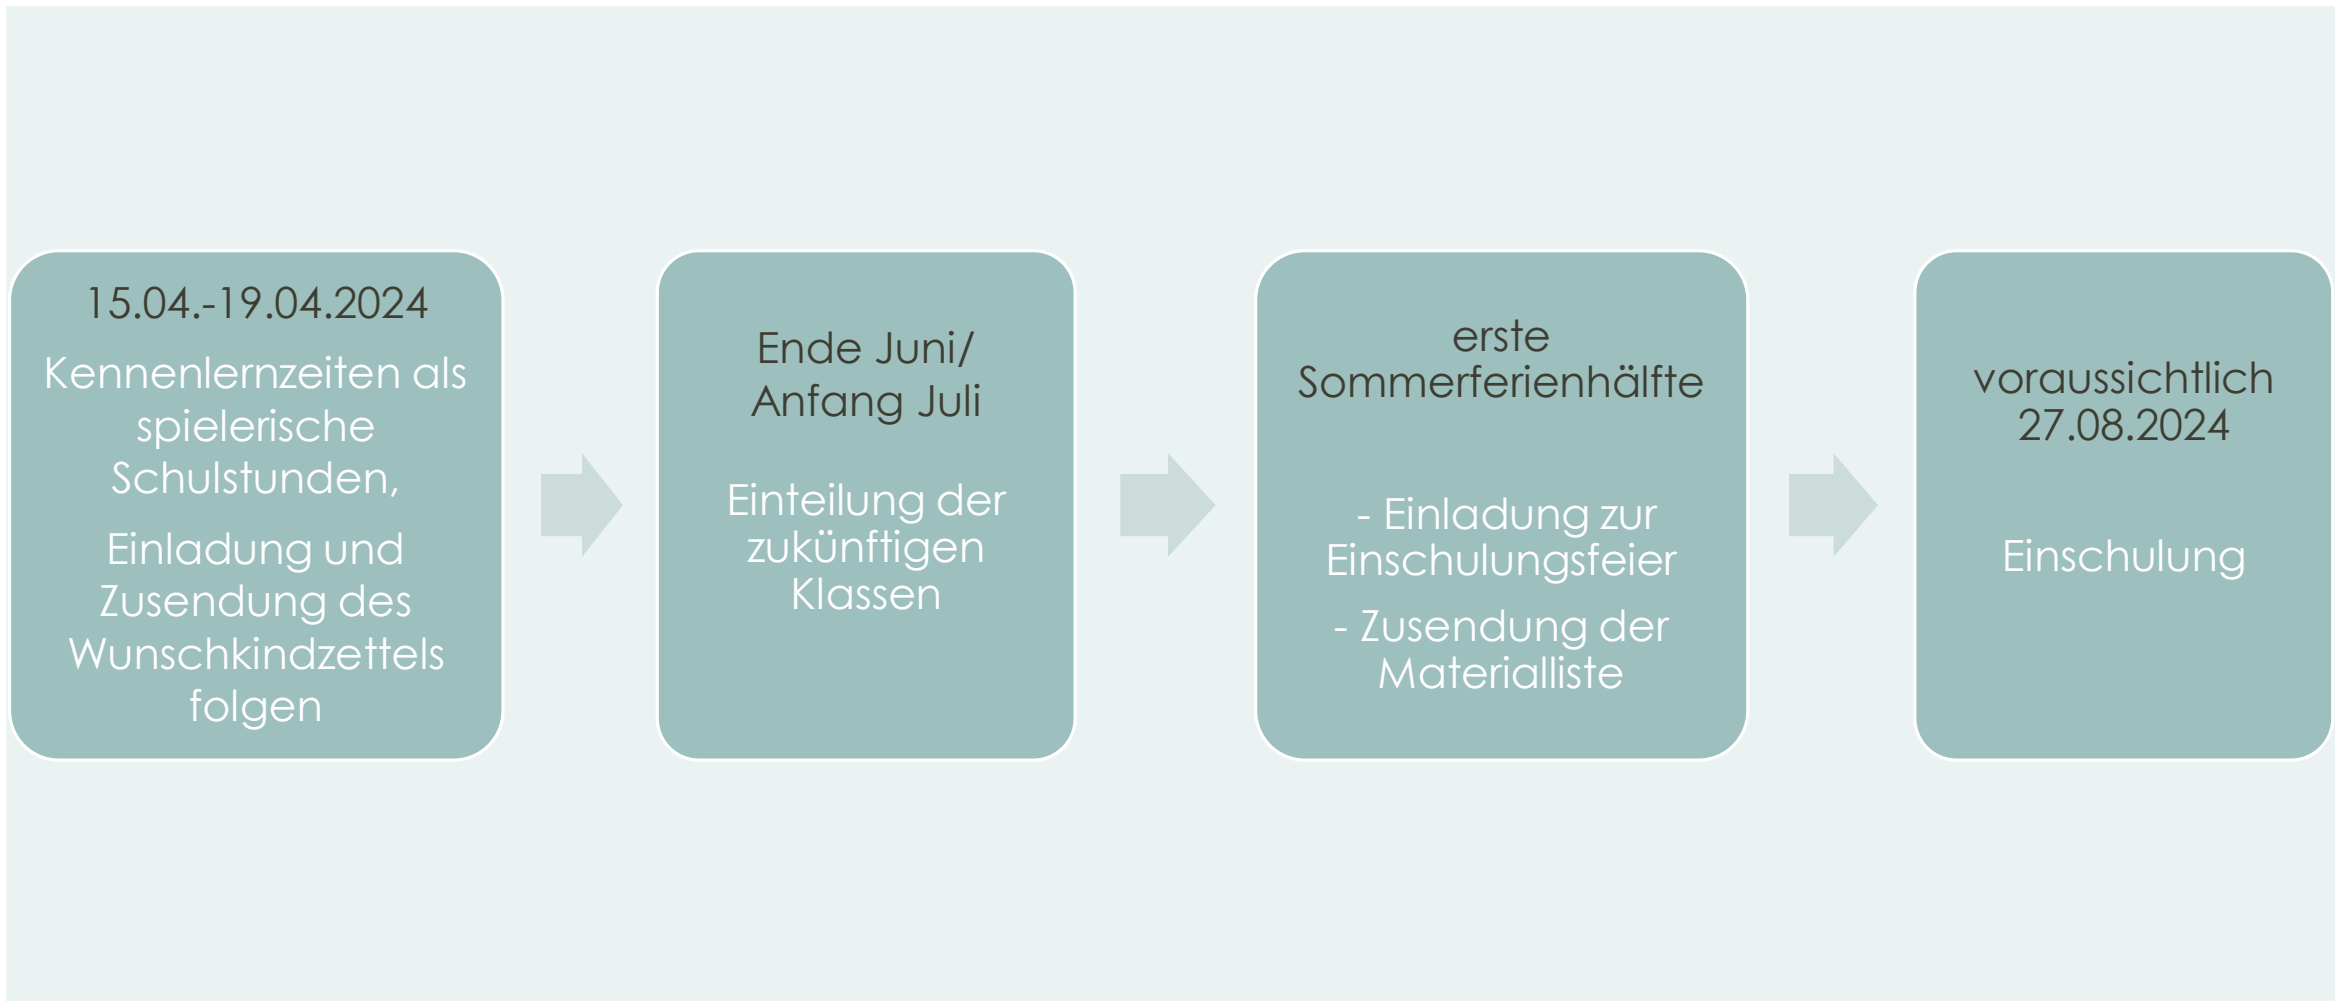 15.04.-19.04.2024
Kennenlernzeiten als
spielerische
Schulstunden,
Einladung und
Zusendung des
Wunschkindzettels
folgen
Ende Juni/
Anfang Juli
Einteilung der
zukünftigen
Klassen
erste
Sommerferienhälfte
- Einladung zur
Einschulungsfeier
- Zusendung der
Materialliste
voraussichtlich
27.08.2024
Einschulung